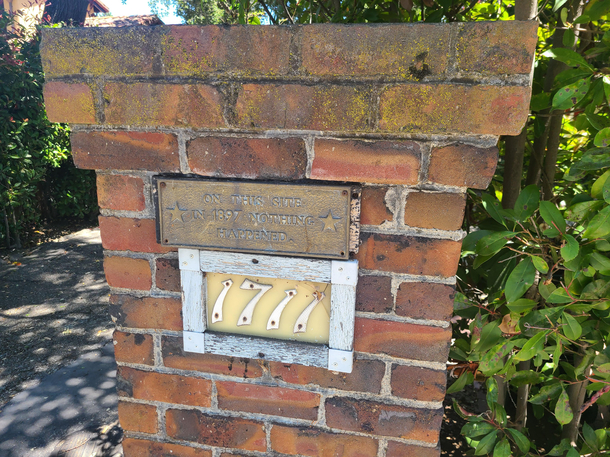 ON THIS SITE
IN 1897 NOTHING
HAPPENED.
1777